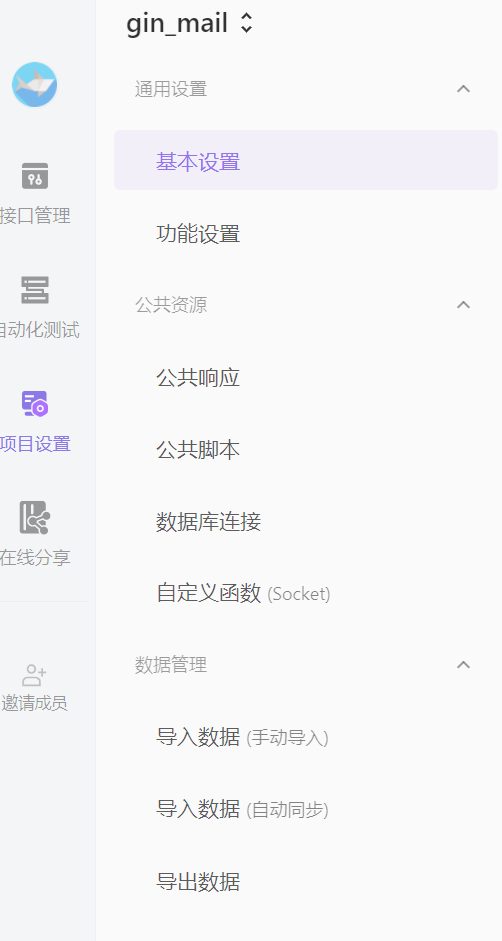 gin_mail
通用设置
基本设置
功能设置
公共资源
公共响应
公共脚本
数据库连接
自定义函数 (Socket)
数据管理
导入数据 (手动导入)
导入数据 (自动同步)
导出数据
接口管理
自动化测试
项目设置
在线分享
邀请成员